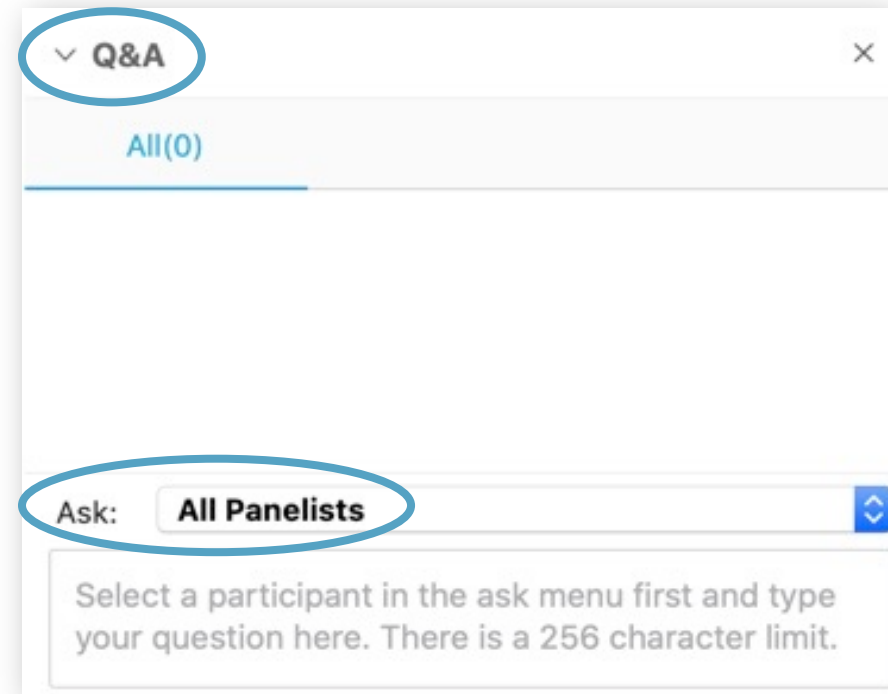 Q&A
All(0)
Ask: All Panelists
Select a participant in the ask menu first and type
your question here. There is a 256 character limit.